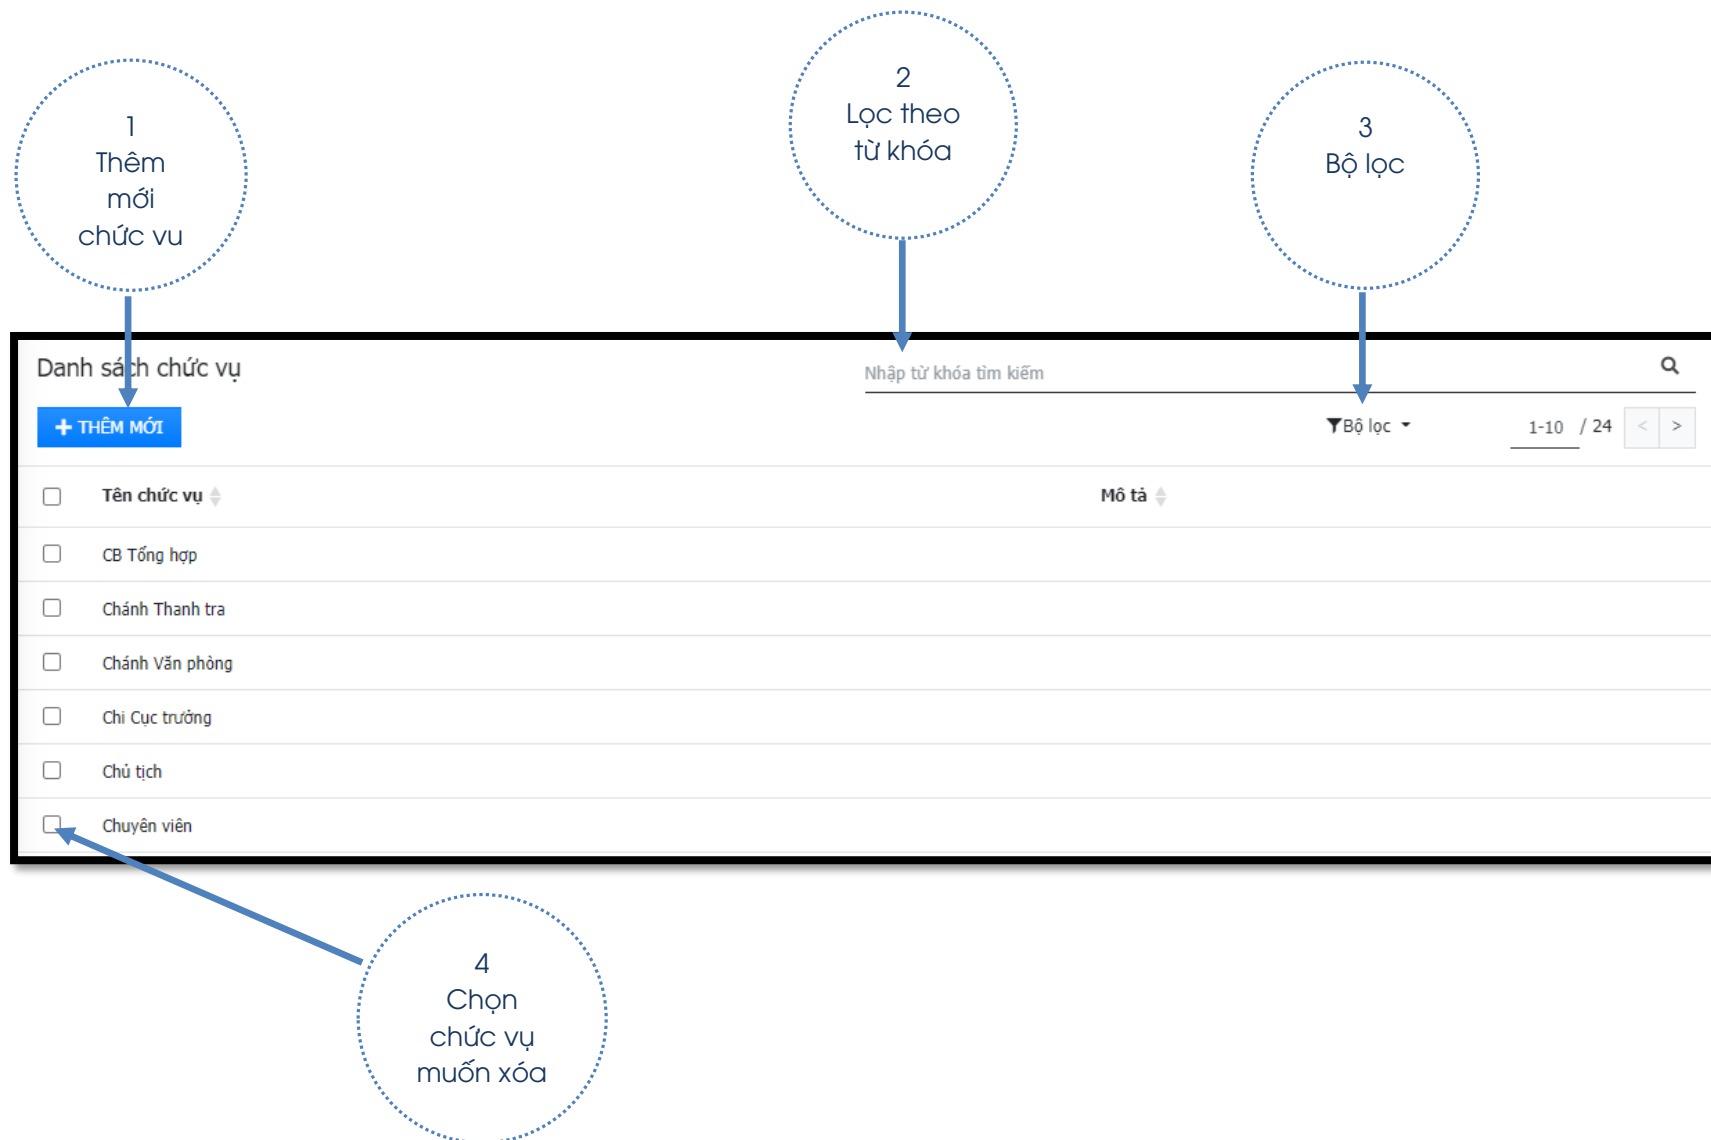 1
Thêm
mới
chức vu
2
Lọc theo
từ khóa
3
Bộ lọc
Danh sách chức vụ
Nhập từ khóa tìm kiếm
THÊM MỚI
Bộ lọc
1-10 / 24 < >
Tên chức vụ Mô tả
CB Tổng hợp
Chánh Thanh tra
Chánh Văn phòng
Chi Cục trưởng
Chủ tịch
Chuyên viên
4
Chọn
chức vụ
muốn xóa